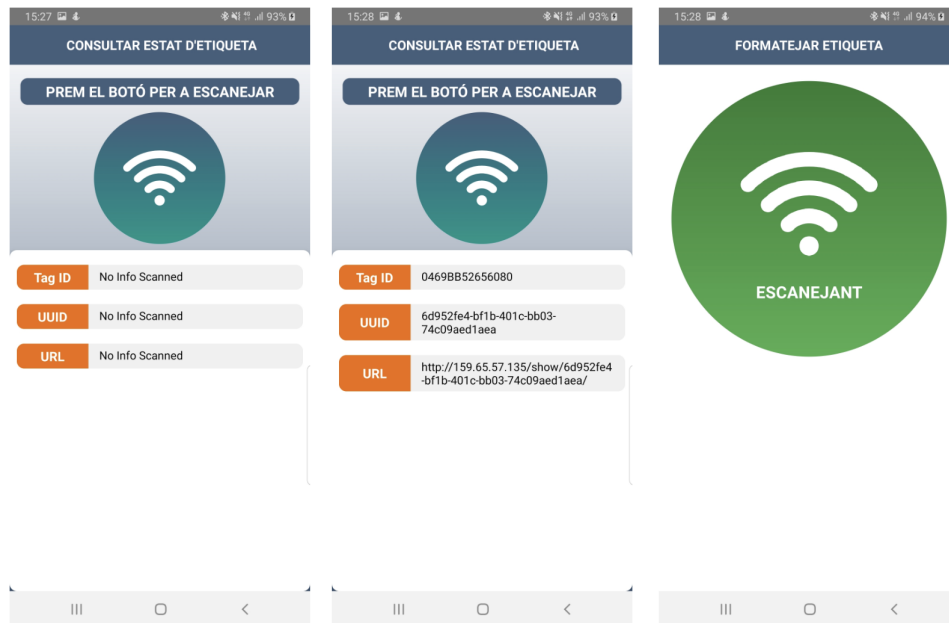 15:27
93%
CONSULTAR ESTAT D'ETIQUETA
PREM EL BOTÓ PER A ESCANEJAR
Tag ID
No Info Scanned
UUID
No Info Scanned
URL
No Info Scanned
15:28
93%
CONSULTAR ESTAT D'ETIQUETA
PREM EL BOTÓ PER A ESCANEJAR
Tag ID
0469BB52656080
UUID
6d952fe4-bf1b-401c-bb03-
74c09aed1aea
URL
http://159.65.57.135/show/6d952fe4
-bf1b-401c-bb03-74c09aed1aea/
15:28
94%
FORMATEJAR ETIQUETA
ESCANEJANT